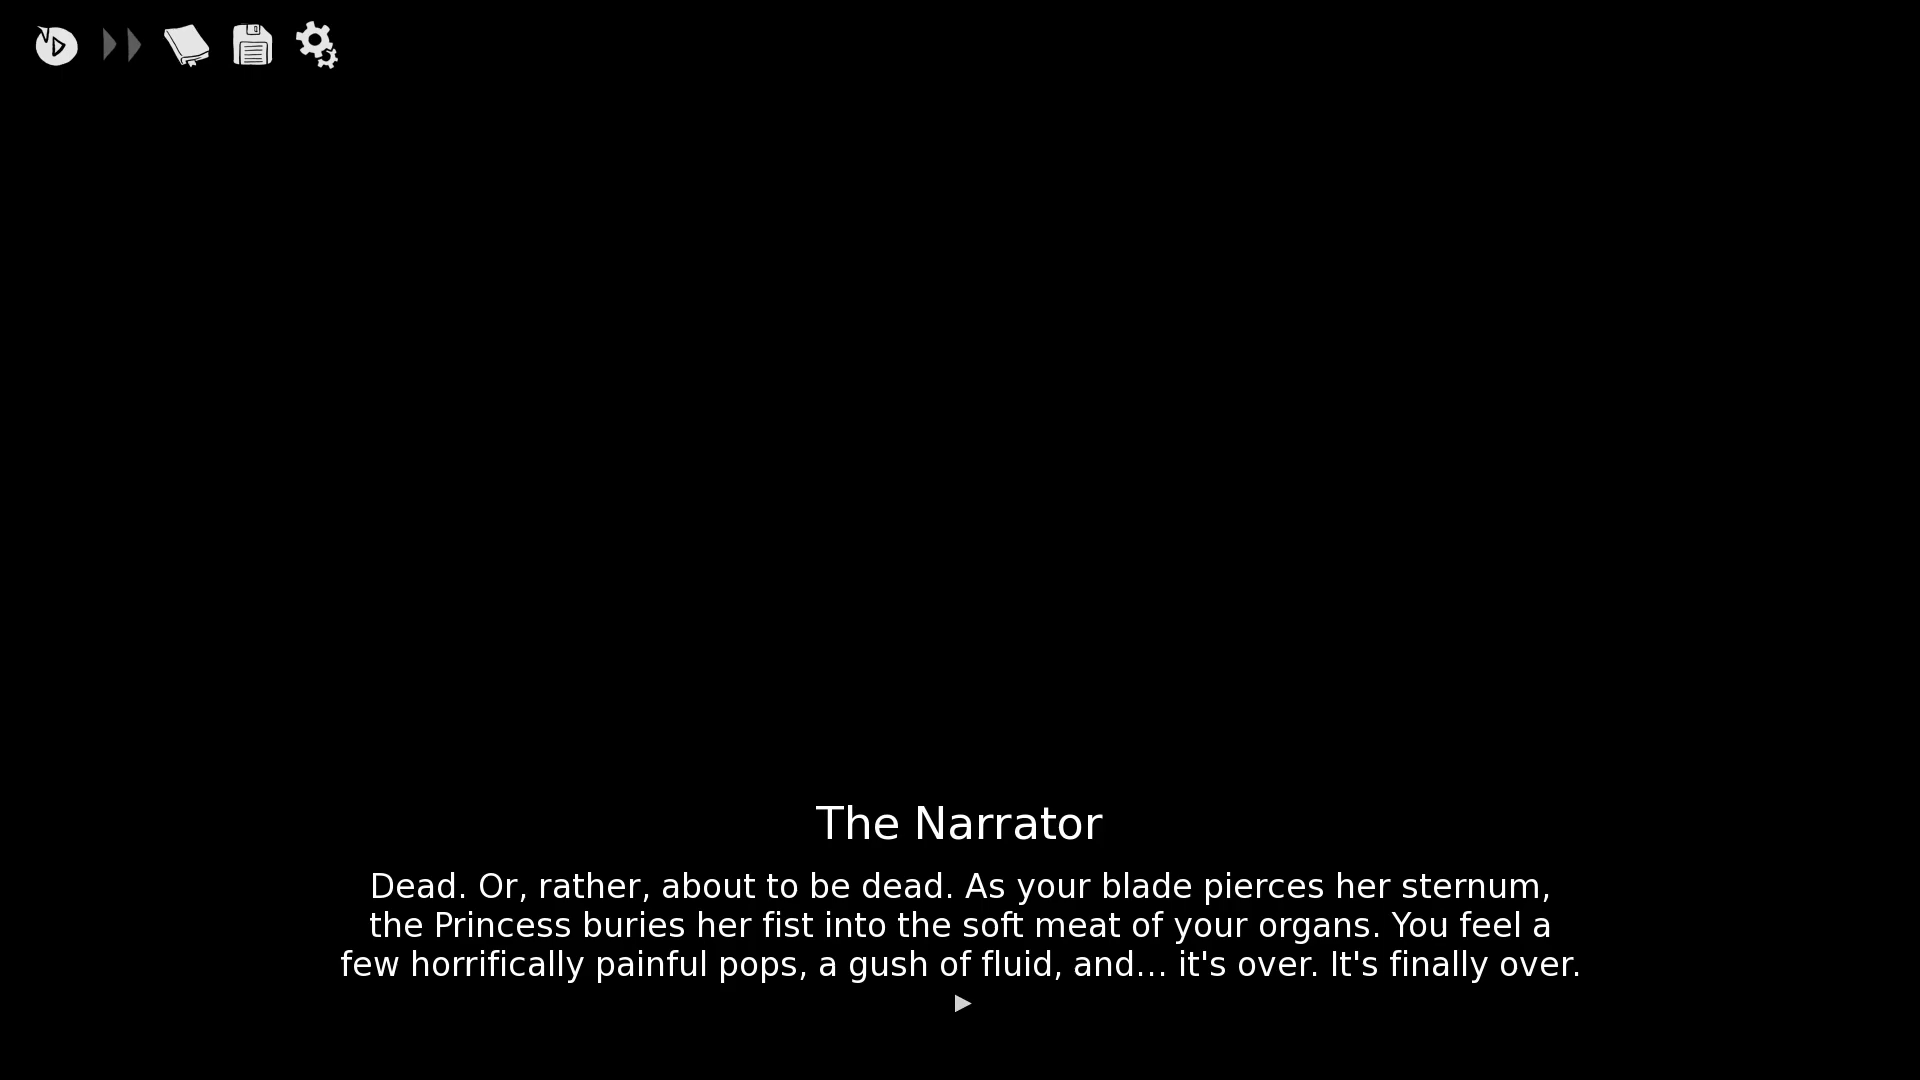 The Narrator
Dead. Or, rather, about to be dead. As your blade pierces her sternum,
the Princess buries her fist into the soft meat of your organs. You feel a
few horrifically painful pops, a gush of fluid, and... it's over. It's finally over.